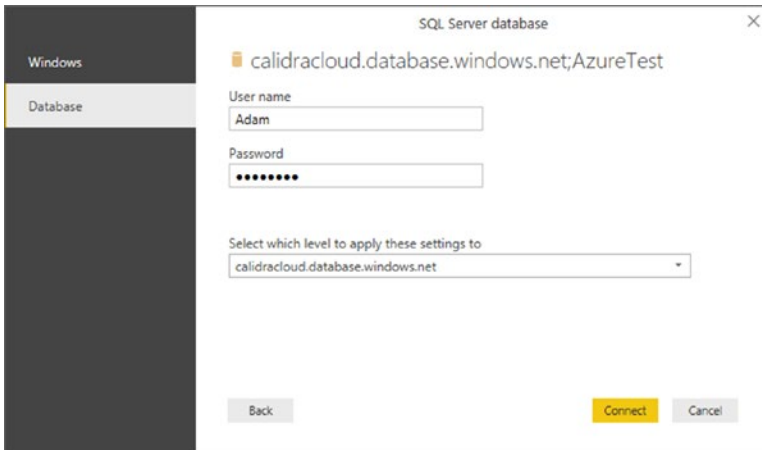 SQL Server database
Windows
Database
calidracloud.database.windows.net;AzureTest
User name
Adam
Password
●●●●●●●●
Select which level to apply these settings to
calidracloud.database.windows.net
Back
Connect
Cancel